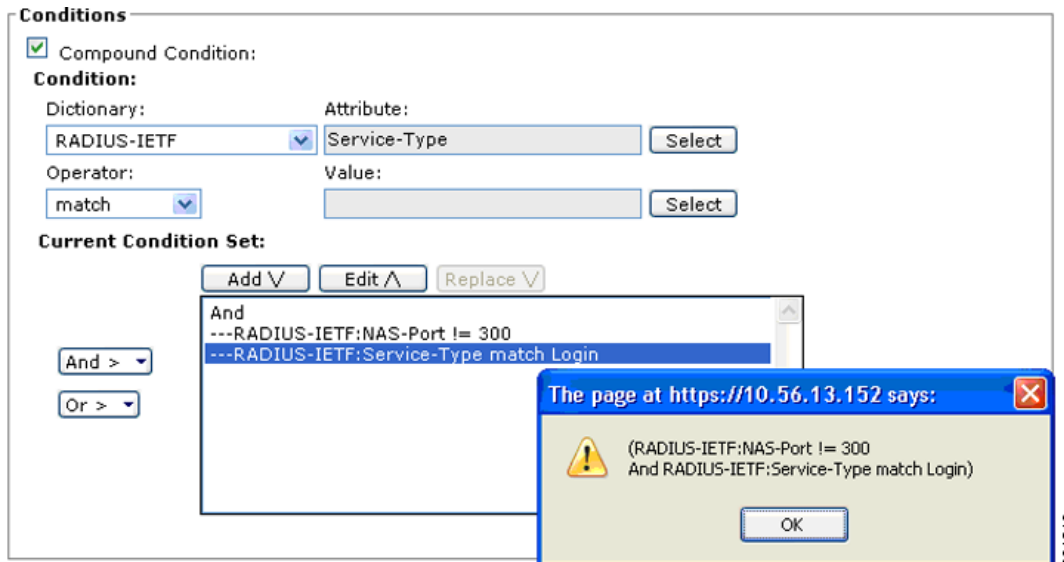 Conditions
Compound Condition:
Condition:
Dictionary:
Attribute:
RADIUS-IETF
Service-Type
Select
Operator:
Value:
match
Select
Current Condition Set:
Add V
Edit Λ
Replace V
And
---RADIUS-IETF:NAS-Port != 300
---RADIUS-IETF:Service-Type match Login
And >
Or >
The page at https://10.56.13.152 says:
(RADIUS-IETF:NAS-Port != 300
And RADIUS-IETF:Service-Type match Login)
OK